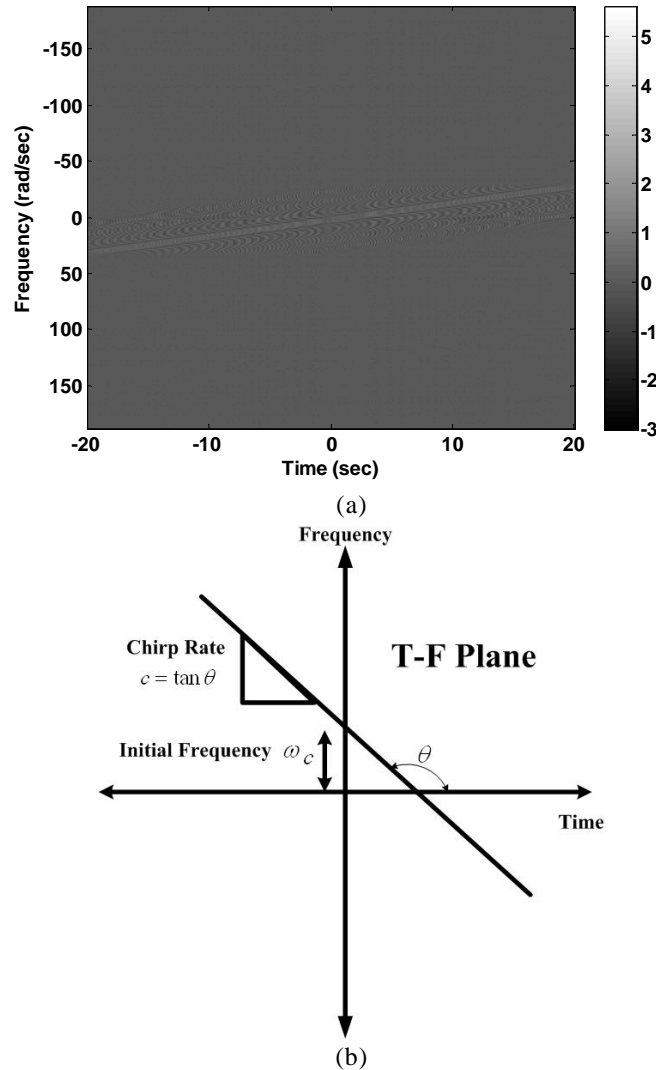 -150
-100
-50
0
50
100
150
Frequency (rad/sec)
-20
-10
0
10
20
Time (sec)
5
4
3
2
1
0
-1
-2
-3
(a)
Frequency
Chirp Rate
c = tan θ
T-F Plane
Initial Frequency ω c
θ
Time
(b)